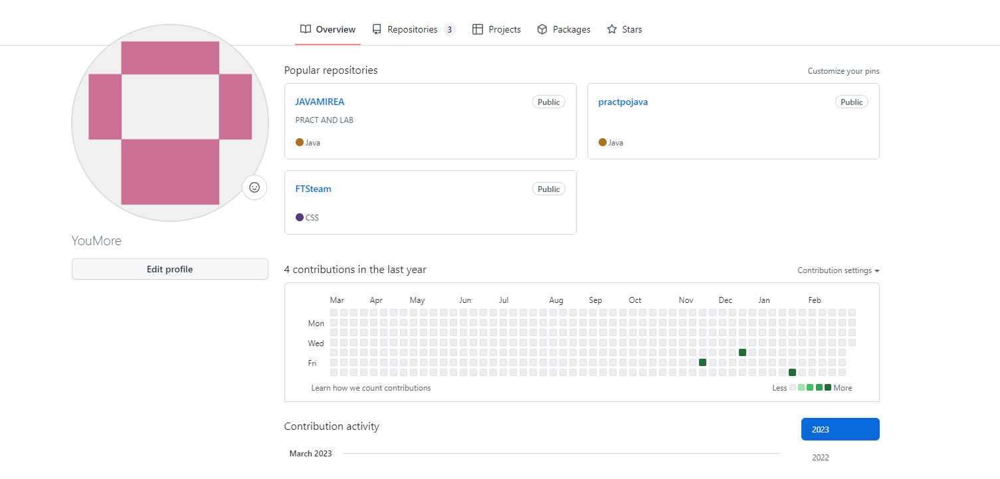 Overview Repositories 3 Projects Packages Stars
Popular repositories Customize your pins
JAVAMIREA Public
PRACT AND LAB
Java
practpojava Public
Java
FTSteam Public
CSS
YouMore
Edit profile
4 contributions in the last year Contribution settings
Mar Apr May Jun Jul Aug Sep Oct Nov Dec Jan Feb
Mon
Wed
Fri
Learn how we count contributions Less More
Contribution activity 2023
March 2023 2022